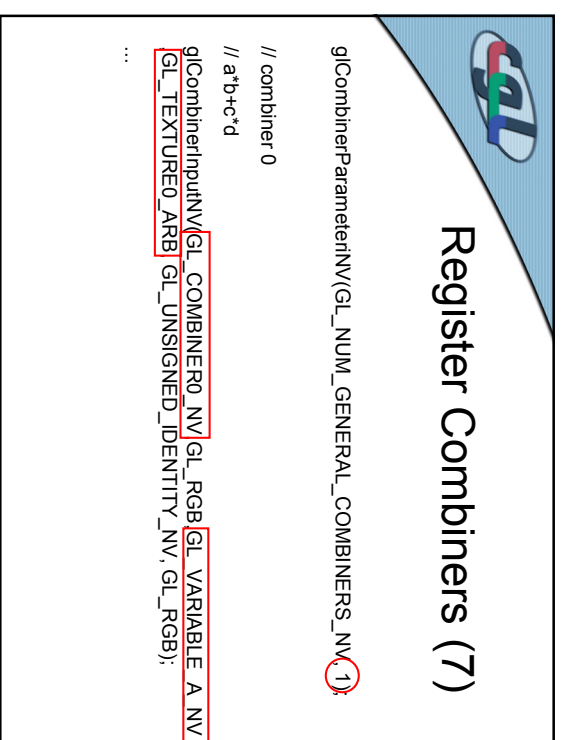 Register Combiners (7)
glCombinerParameteriNV(GL_NUM_GENERAL_COMBINERS_NV, 1);
// combiner 0
// a*b+c*d
glCombinerInputNV(GL_COMBINER0_NV,GL_RGB,GL_VARIABLE_A_NV
,GL_TEXTURE0_ARB, GL_UNSIGNED_IDENTITY_NV, GL_RGB);
...